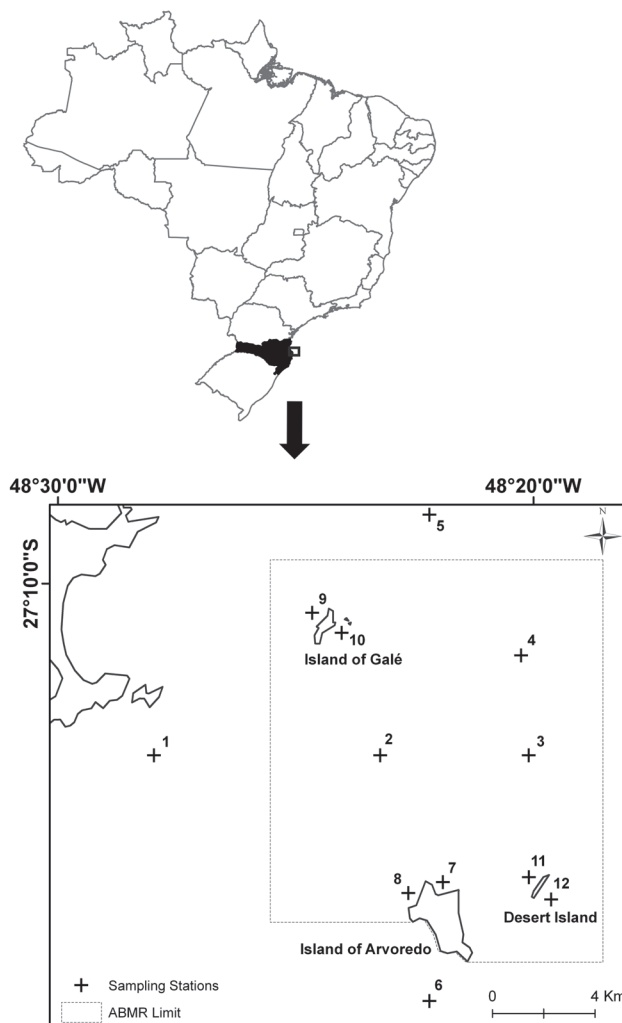 48°30'0"W
48°20'0"W
27°10'0"S
5
N
9
10
Island of Galé
4
1
2
3
8
7
11
12
Desert Island
Island of Arvoredo
6
Sampling Stations
ABMR Limit
0
4 Km